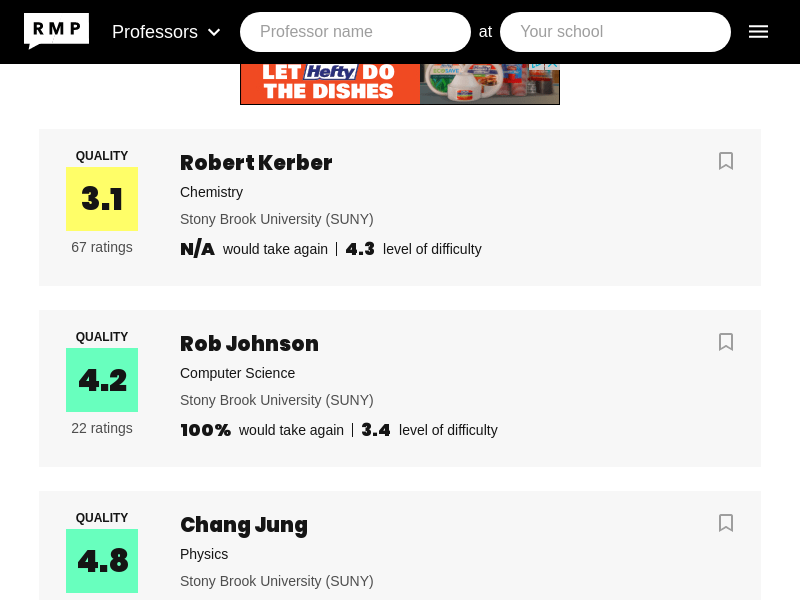 RMP
Professors
Professor name
at
Your school
LET Hefty DO
THE DISHES
ECOSAVE
QUALITY
3.1
67 ratings
Robert Kerber
Chemistry
Stony Brook University (SUNY)
N/A would take again | 4.3 level of difficulty
QUALITY
4.2
22 ratings
Rob Johnson
Computer Science
Stony Brook University (SUNY)
100% would take again | 3.4 level of difficulty
QUALITY
4.8
Chang Jung
Physics
Stony Brook University (SUNY)